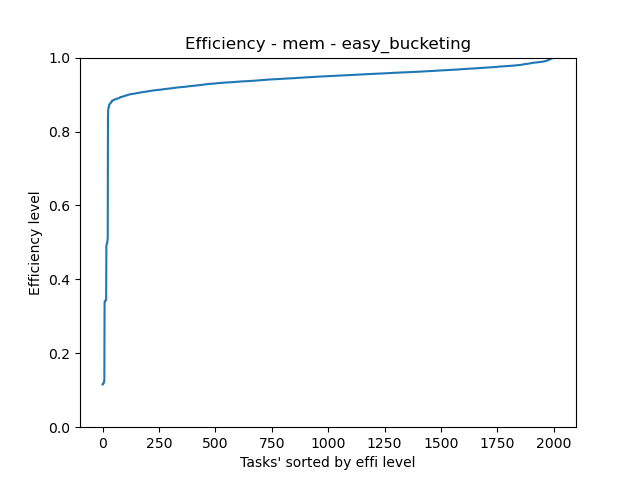 Efficiency - mem - easy_bucketing
1.0
0.8
0.6
0.4
0.2
0.0
Efficiency level
0 250 500 750 1000 1250 1500 1750 2000
Tasks' sorted by effi level